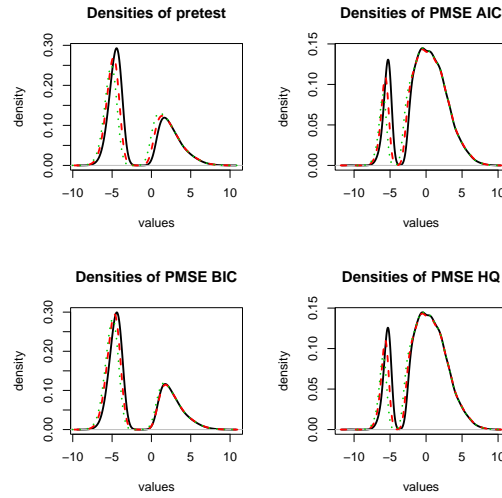 Densities of pretest
density
0.00 0.10 0.20 0.30
−10 −5 0 5 10
values
Densities of PMSE AIC
density
0.00 0.05 0.10 0.15
−10 −5 0 5 10
values
Densities of PMSE BIC
density
0.00 0.10 0.20 0.30
−10 −5 0 5 10
values
Densities of PMSE HQ
density
0.00 0.05 0.10 0.15
−10 −5 0 5 10
values